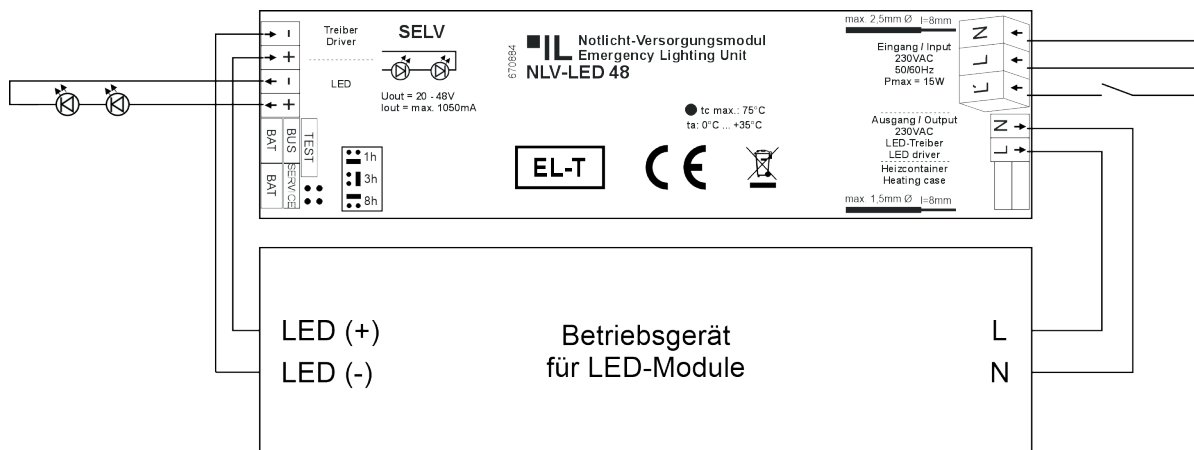 Treiber
Driver
LED
−
+
−
+
SELV
Uout = 20 - 48V
Iout = max. 1050mA
BAT
BUS
TEST
BAT
SERVICE
1h
3h
8h
670884
IL
Notlicht-Versorgungsmodul
Emergency Lighting Unit
NLV-LED 48
tc max.: 75°C
ta: 0°C ... +35°C
EL-T
CE
max. 2,5mm Ø l=8mm
Eingang / Input
230VAC
50/60Hz
Pmax = 15W
N
L
L'
Ausgang / Output
230VAC
LED-Treiber
LED driver
Heizcontainer
Heating case
N
L
max. 1,5mm Ø l=8mm
LED (+)
LED (-)
Betriebsgerät
für LED-Module
L
N